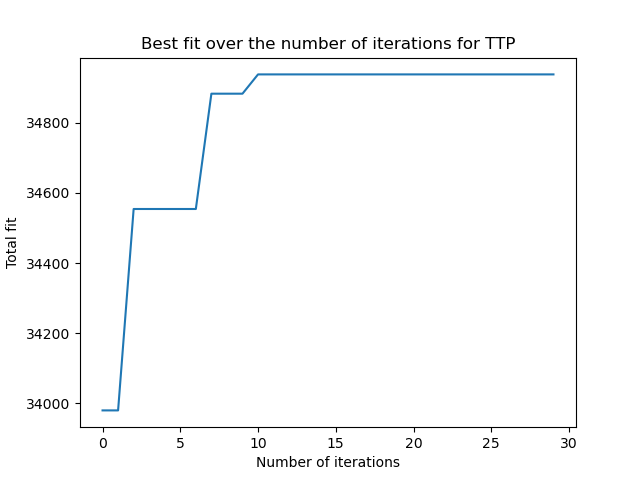 Best fit over the number of iterations for TTP
34800
34600
34400
34200
34000
Total fit
0 5 10 15 20 25 30
Number of iterations